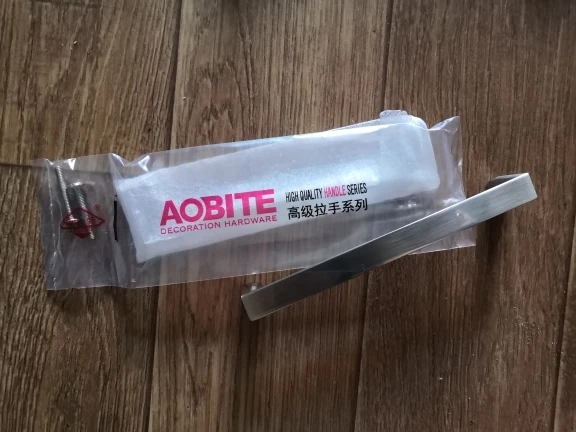 AOBITE
DECORATION HARDWARE
HIGH QUALITY HANDLE SERIES
高级拉手系列